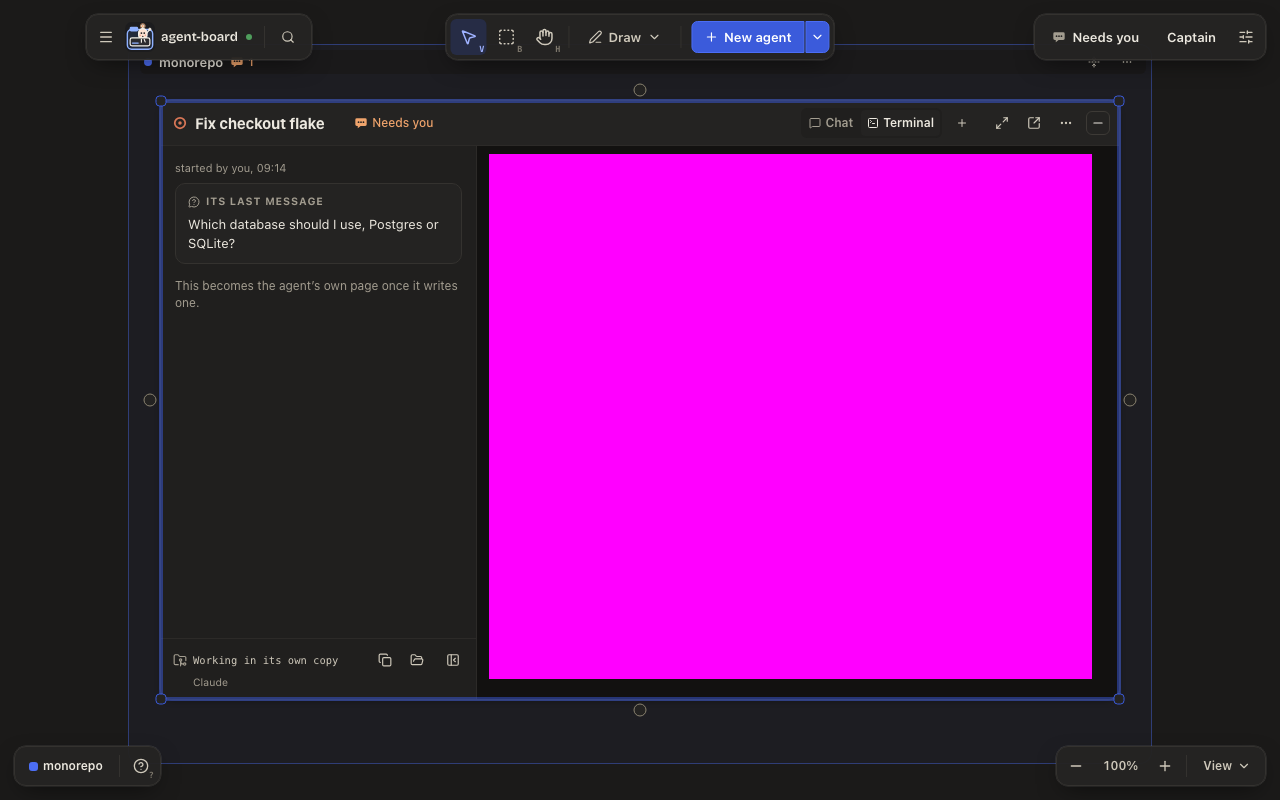 agent-board
V
B
H
Draw
New agent
Needs you
Captain
monorepo
1
Fix checkout flake
Needs you
Chat
Terminal
started by you, 09:14
ITS LAST MESSAGE
Which database should I use, Postgres or
SQLite?
This becomes the agent's own page once it writes
one.
Working in its own copy
Claude
monorepo
?
100%
View